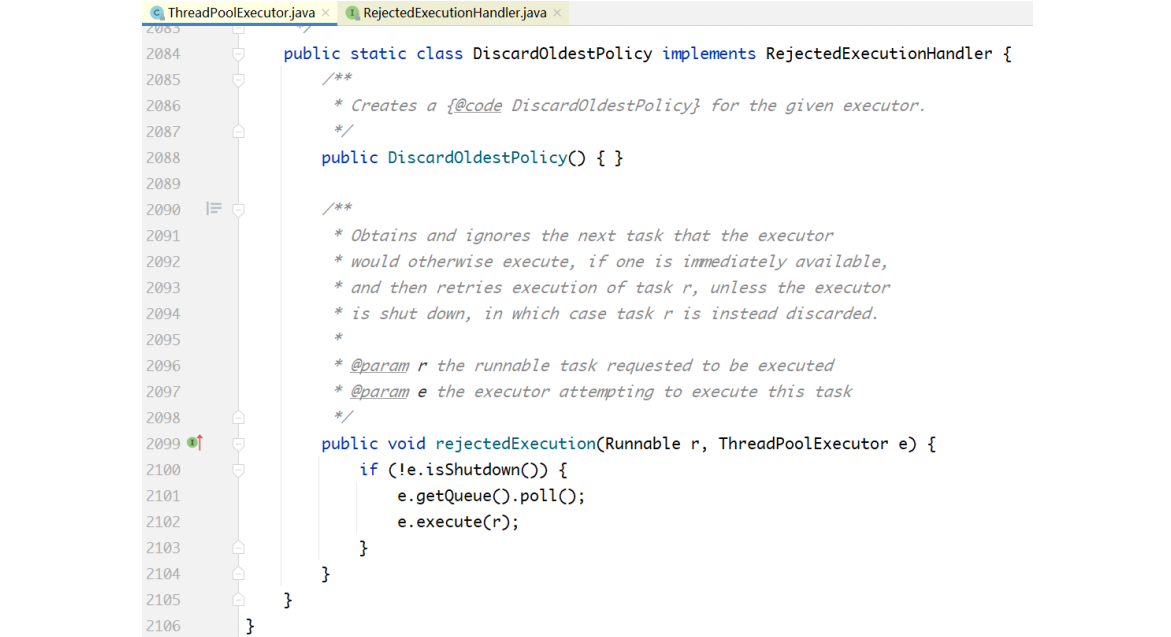 ThreadPoolExecutor.java × RejectedExecutionHandler.java ×
2083 */
2084 public static class DiscardOldestPolicy implements RejectedExecutionHandler {
2085 /**
2086 * Creates a {@code DiscardOldestPolicy} for the given executor.
2087 */
2088 public DiscardOldestPolicy() { }
2089
2090 /**
2091 * Obtains and ignores the next task that the executor
2092 * would otherwise execute, if one is immediately available,
2093 * and then retries execution of task r, unless the executor
2094 * is shut down, in which case task r is instead discarded.
2095 *
2096 * @param r the runnable task requested to be executed
2097 * @param e the executor attempting to execute this task
2098 */
2099 public void rejectedExecution(Runnable r, ThreadPoolExecutor e) {
2100 if (!e.isShutdown()) {
2101 e.getQueue().poll();
2102 e.execute(r);
2103 }
2104 }
2105 }
2106 }